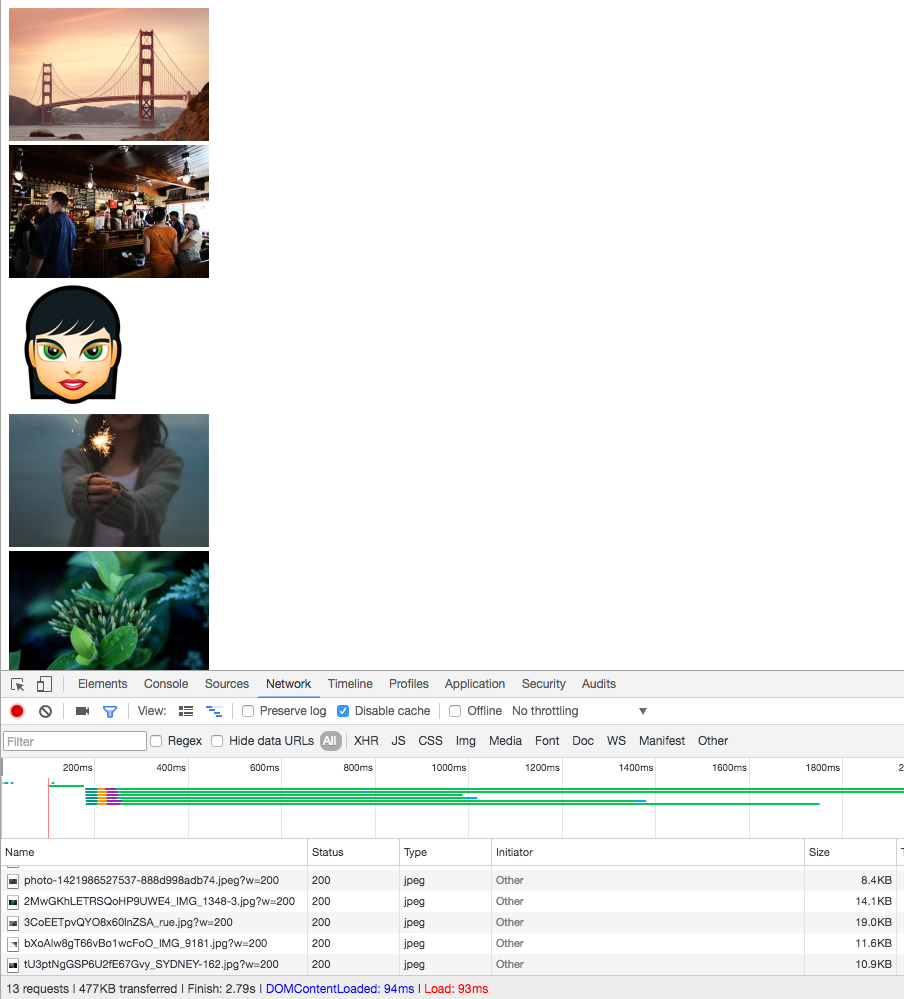 Elements Console Sources Network Timeline Profiles Application Security Audits
View: Preserve log Disable cache Offline No throttling ▼
Filter Regex Hide data URLs All XHR JS CSS Img Media Font Doc WS Manifest Other
200ms 400ms 600ms 800ms 1000ms 1200ms 1400ms 1600ms 1800ms 2
Name Status Type Initiator Size T
photo-1421986527537-888d998adb74.jpeg?w=200 200 jpeg Other 8.4KB
2MwGKhLETRSQoHP9UWE4_IMG_1348-3.jpg?w=200 200 jpeg Other 14.1KB
3CoEETpvQYO8x60lnZSA_rue.jpg?w=200 200 jpeg Other 19.0KB
bXoAlw8gT66vBo1wcFoO_IMG_9181.jpg?w=200 200 jpeg Other 11.6KB
tU3ptNgGSP6U2fE67Gvy_SYDNEY-162.jpg?w=200 200 jpeg Other 10.9KB
13 requests | 477KB transferred | Finish: 2.79s | DOMContentLoaded: 94ms | Load: 93ms